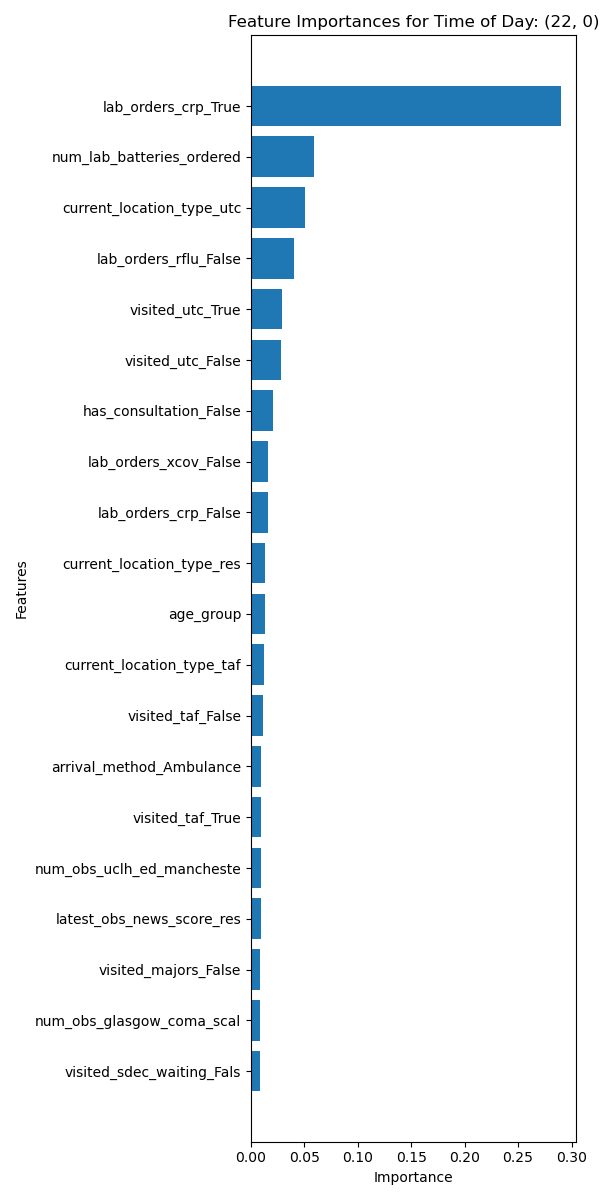 Feature Importances for Time of Day: (22, 0)
lab_orders_crp_True
num_lab_batteries_ordered
current_location_type_utc
lab_orders_rflu_False
visited_utc_True
visited_utc_False
has_consultation_False
lab_orders_xcov_False
lab_orders_crp_False
current_location_type_res
age_group
current_location_type_taf
visited_taf_False
arrival_method_Ambulance
visited_taf_True
num_obs_uclh_ed_mancheste
latest_obs_news_score_res
visited_majors_False
num_obs_glasgow_coma_scal
visited_sdec_waiting_Fals
Features
0.00 0.05 0.10 0.15 0.20 0.25 0.30
Importance